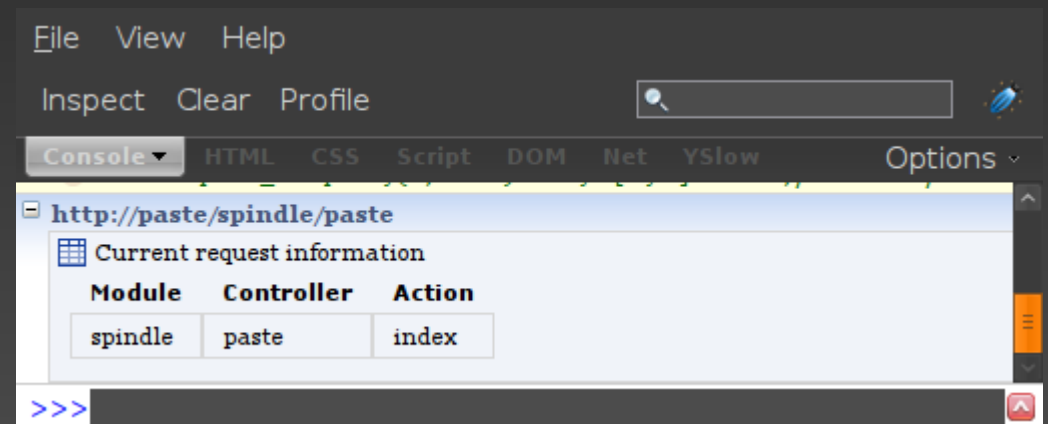 File View Help
Inspect Clear Profile
Console HTML CSS Script DOM Net YSlow Options
http://paste/spindle/paste
Current request information
Module Controller Action
spindle paste index
>>>